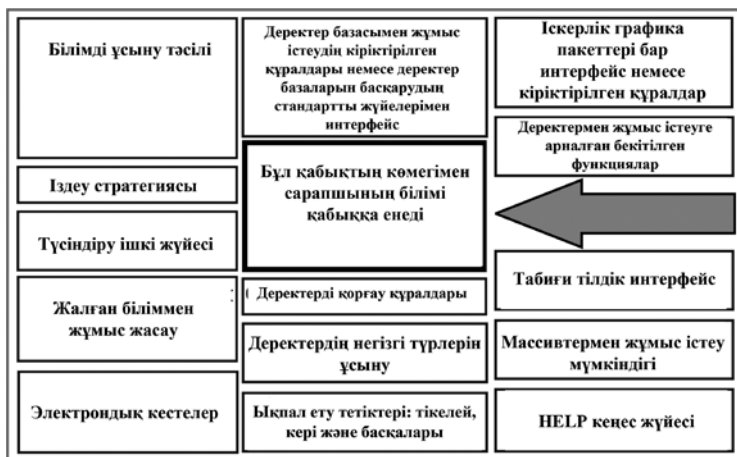 Білімді ұсыну тәсілі
Іздеу стратегиясы
Түсіндіру ішкі жүйесі
Жалған біліммен
жұмыс жасау
Электрондық кестелер
Деректер базасымен жұмыс
істеудің кіріктірілген
құралдары немесе деректер
базаларын басқарудың
стандартты жүйелерімен
интерфейс
Бұл қабықтың көмегімен
сарапшының білімі
қабыққа енеді
Деректерді қорғау құралдары
Деректердің негізгі түрлерін
ұсыну
Ықпал ету тетіктері: тікелей,
кері және басқалары
Іскерлік графика
пакеттері бар
интерфейс немесе
кіріктірілген құралдар
Деректермен жұмыс істеуге
арналған бекітілген
функциялар
Табиғи тілдік интерфейс
Массивтермен жұмыс істеу
мүмкіндігі
HELP кеңес жүйесі